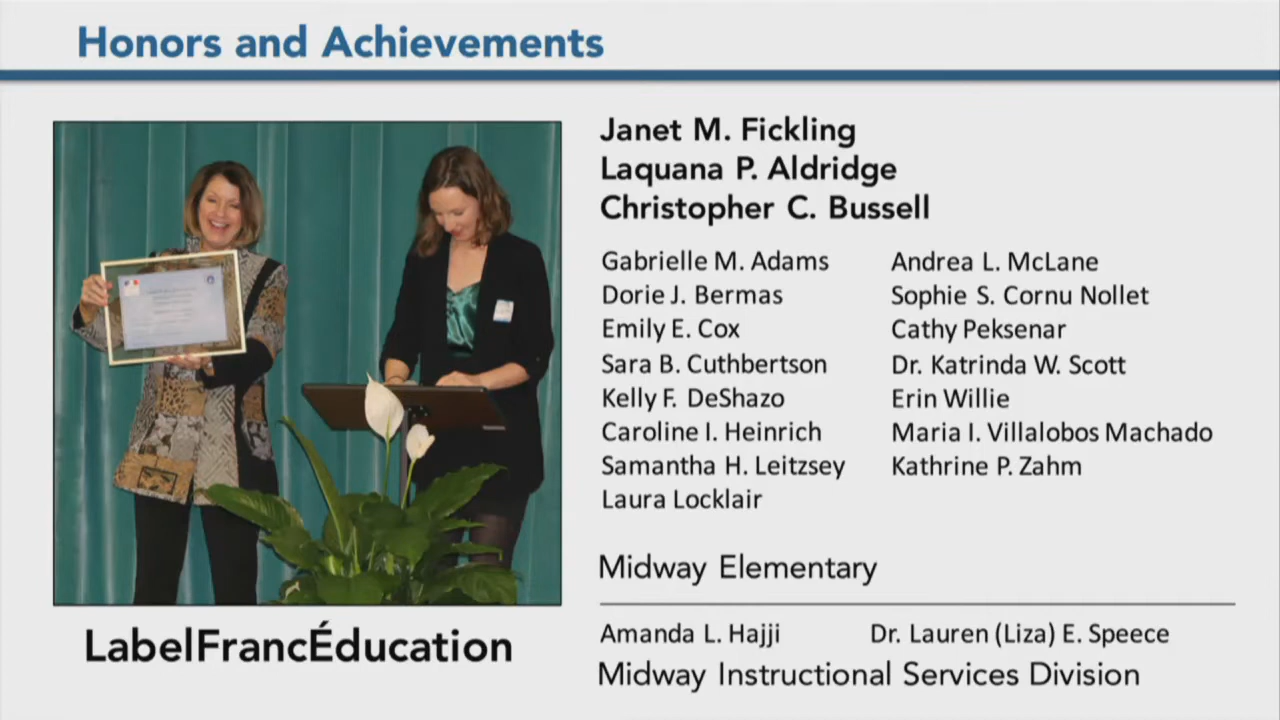 Honors and Achievements
Janet M. Fickling
Laquana P. Aldridge
Christopher C. Bussell
Gabrielle M. Adams
Dorie J. Bermas
Emily E. Cox
Sara B. Cuthbertson
Kelly F. DeShazo
Caroline I. Heinrich
Samantha H. Leitzsey
Laura Locklair
Andrea L. McLane
Sophie S. Cornu Nollet
Cathy Peksenar
Dr. Katrinda W. Scott
Erin Willie
Maria I. Villalobos Machado
Kathrine P. Zahm
Midway Elementary
Amanda L. Hajji
Dr. Lauren (Liza) E. Speece
Midway Instructional Services Division
LabelFrancÉducation